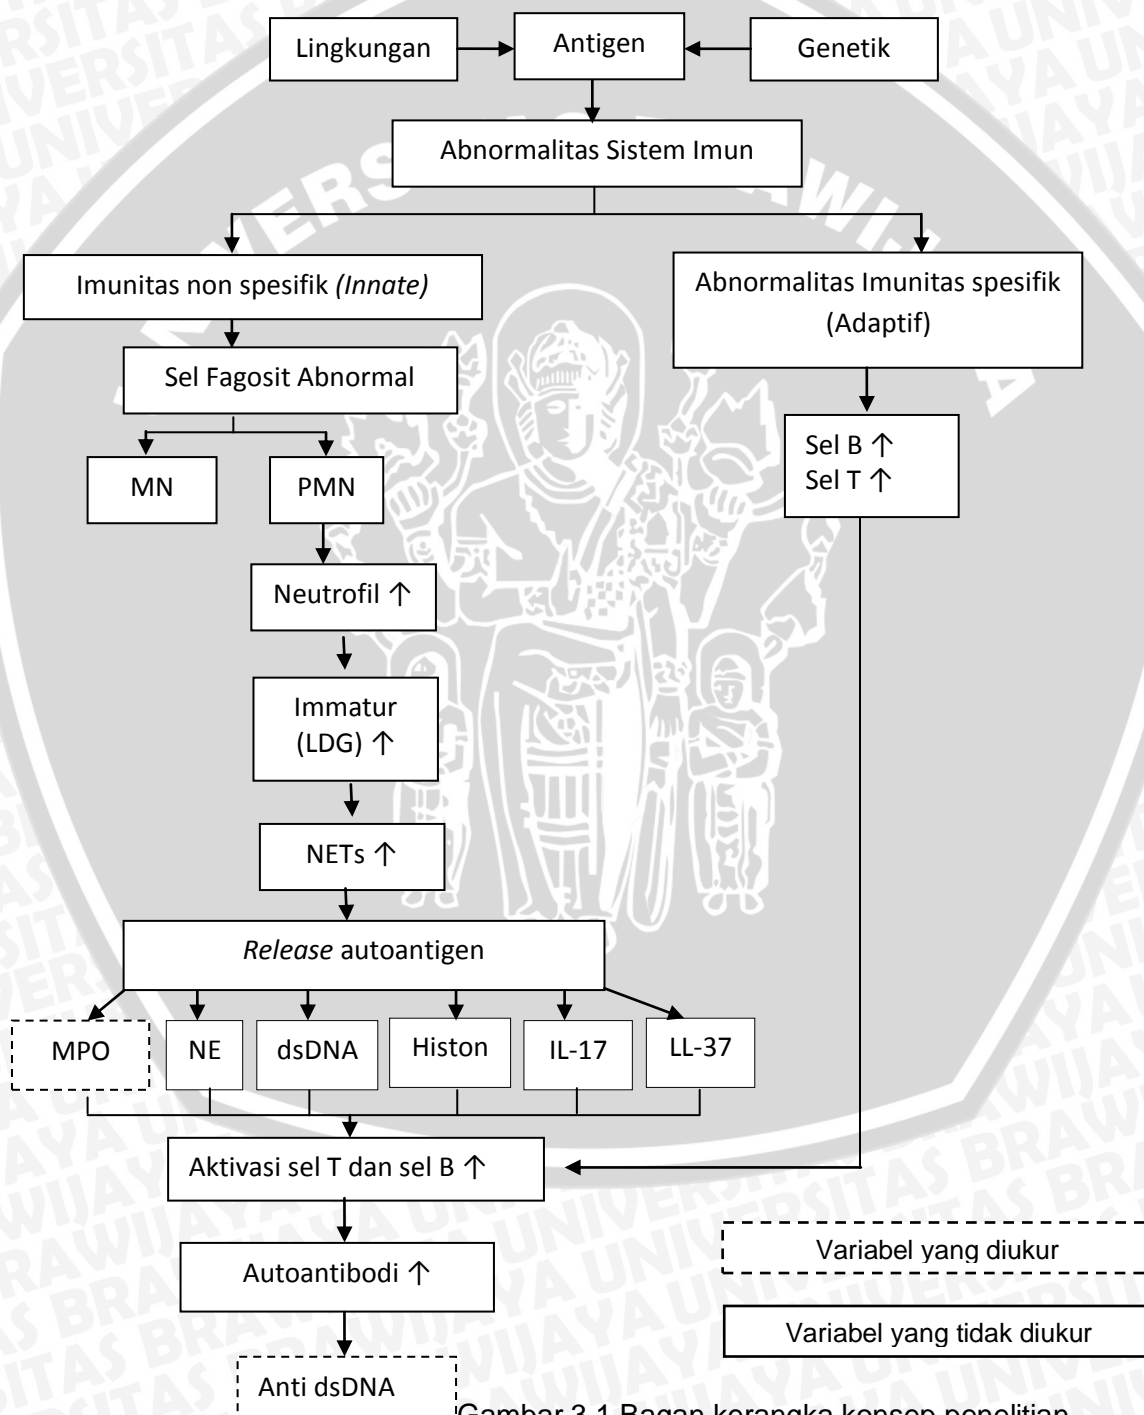 Lingkungan
Antigen
Genetik
Abnormalitas Sistem Imun
Imunitas non spesifik (Innate)
Abnormalitas Imunitas spesifik
(Adaptif)
Sel Fagosit Abnormal
Sel B ↑
Sel T ↑
MN
PMN
Neutrofil ↑
Immatur
(LDG) ↑
NETs ↑
Release autoantigen
MPO
NE
dsDNA
Histon
IL-17
LL-37
Aktivasi sel T dan sel B ↑
Variabel yang diukur
Autoantibodi ↑
Variabel yang tidak diukur
Anti dsDNA
Gambar 3.1 Bagan kerangka konsep penelitian